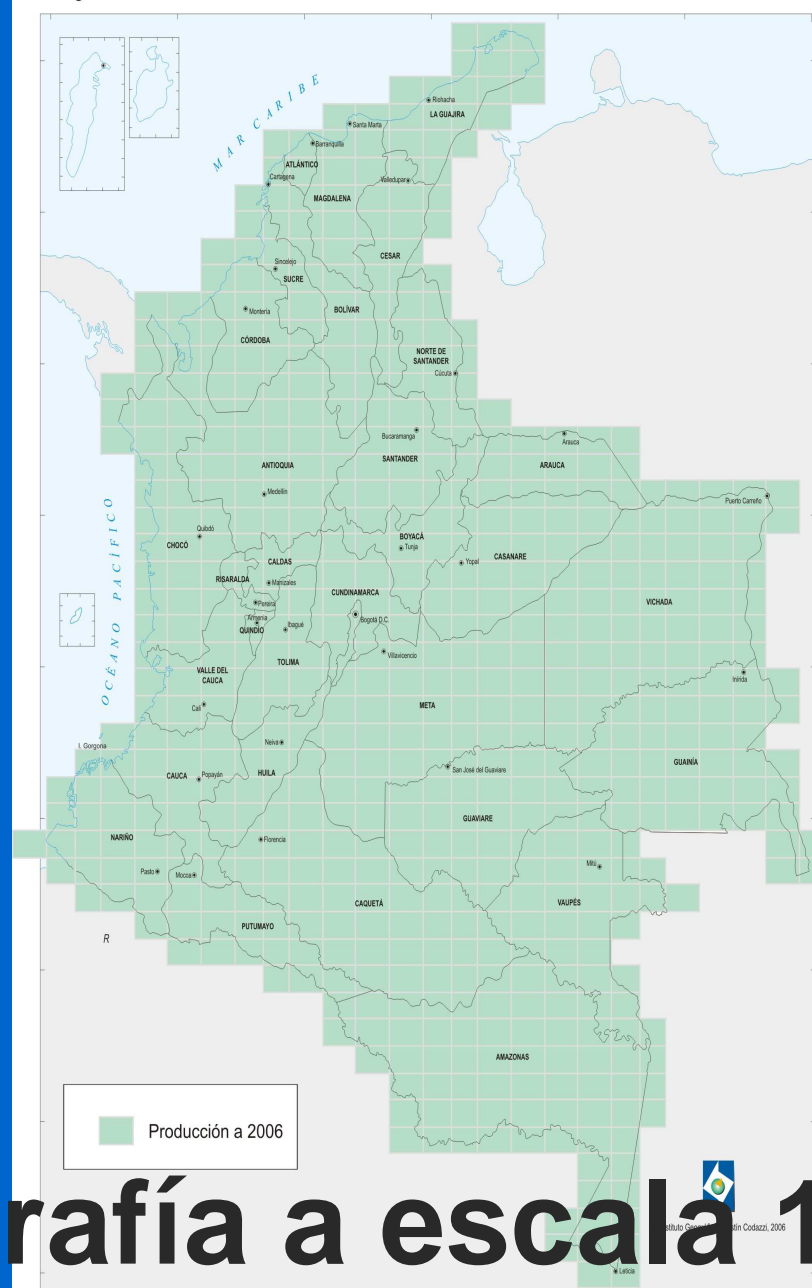 MAR CARIBE
Riohacha
LA GUAJIRA
Santa Marta
Barranquilla
ATLÁNTICO
Cartagena
Valledupar
MAGDALENA
CESAR
Sincelejo
SUCRE
BOLÍVAR
Montería
CÓRDOBA
NORTE DE
SANTANDER
Cúcuta
Bucaramanga
SANTANDER
Arauca
ARAUCA
ANTIOQUIA
Medellín
Puerto Carreño
OCÉANO PACÍFICO
Quibdó
CHOCÓ
BOYACÁ
Tunja
CASANARE
Yopal
CALDAS
RISARALDA
Manizales
CUNDINAMARCA
Pereira
VICHADA
Armenia
QUINDÍO
Ibagué
Bogotá D.C.
Villavicencio
TOLIMA
VALLE DEL
CAUCA
Inírida
Cali
META
I. Gorgona
Neiva
GUAINÍA
CAUCA
Popayán
HUILA
San José del Guaviare
GUAVIARE
NARIÑO
Florencia
Pasto
Mocoa
Mitú
CAQUETÁ
VAUPÉS
PUTUMAYO
R
AMAZONAS
Producción a 2006
rafía a escala 1
Codazzi, 2006
Leticia